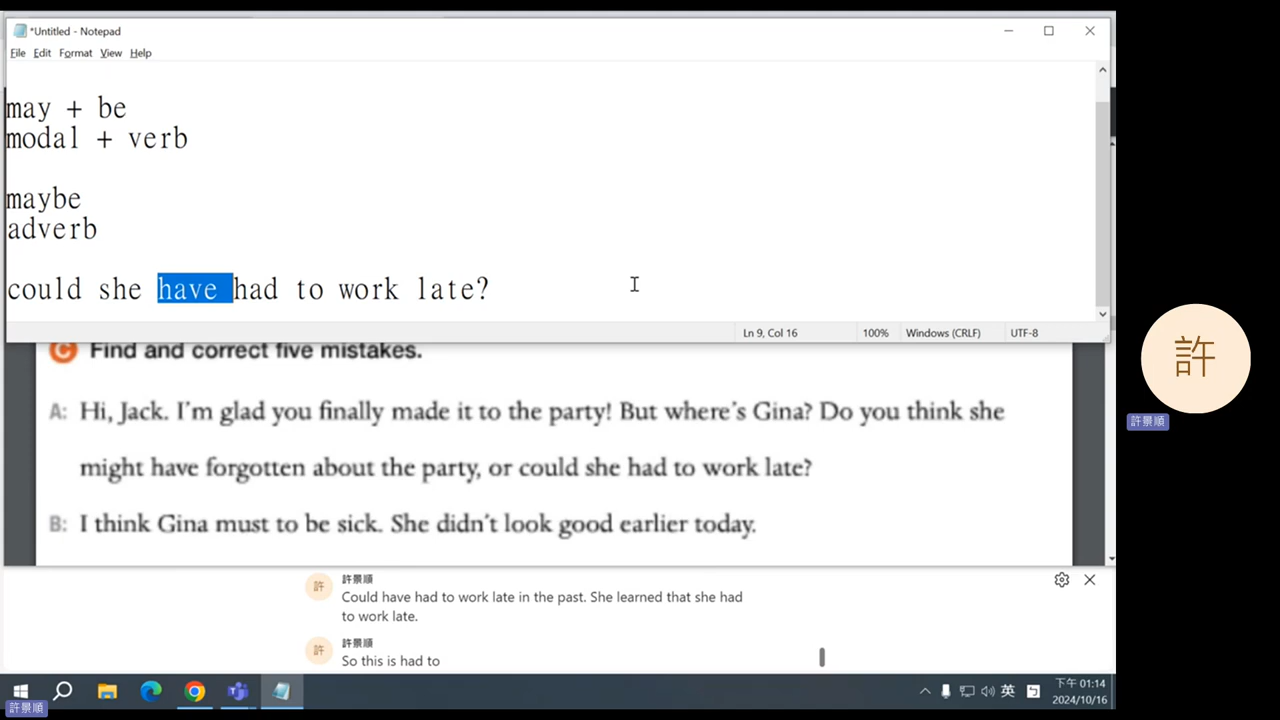 *Untitled - Notepad
File Edit Format View Help
may + be
modal + verb
maybe
adverb
could she have had to work late?
Ln 9, Col 16 100% Windows (CRLF) UTF-8
C Find and correct five mistakes.
A: Hi, Jack. I'm glad you finally made it to the party! But where's Gina? Do you think she
might have forgotten about the party, or could she had to work late?
B: I think Gina must to be sick. She didn't look good earlier today.
許 許景順
Could have had to work late in the past. She learned that she had
to work late.
許 許景順
So this is had to
許
許景順
許景順
英 ㄅ 下午 01:14
2024/10/16